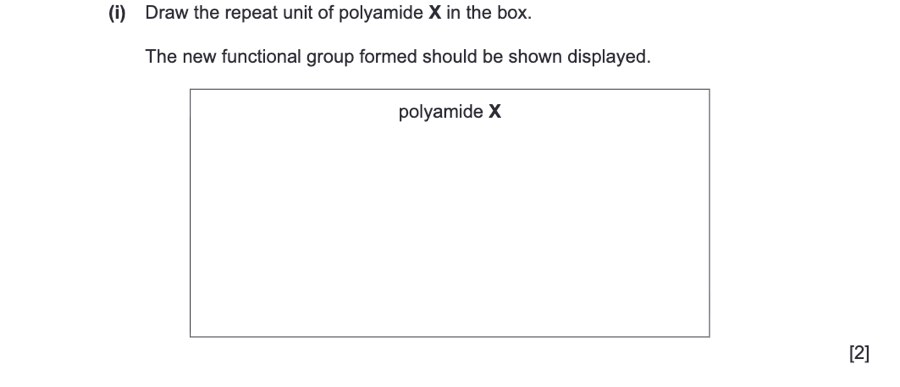 (i) Draw the repeat unit of polyamide X in the box.
The new functional group formed should be shown displayed.
polyamide X
[2]